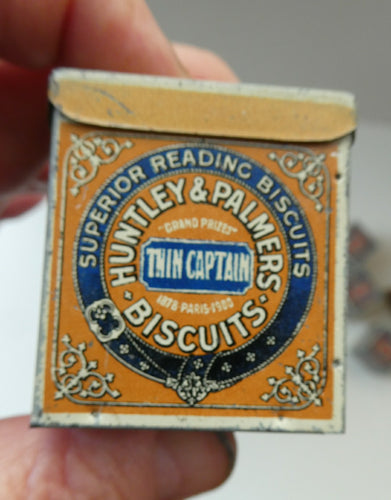 SUPERIOR READING BISCUITS
HUNTLEY & PALMERS
"GRAND PRIZES"
THIN CAPTAIN
1878·PARIS·1900
·BISCUITS·